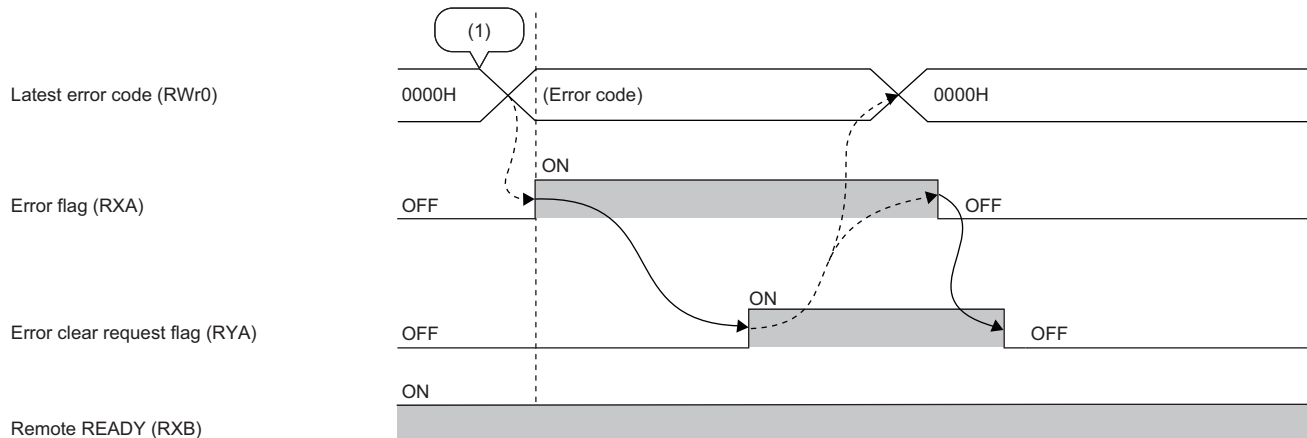 (1)
Latest error code (RWr0)
0000H
(Error code)
0000H
ON
Error flag (RXA)
OFF
OFF
ON
Error clear request flag (RYA)
OFF
OFF
ON
Remote READY (RXB)